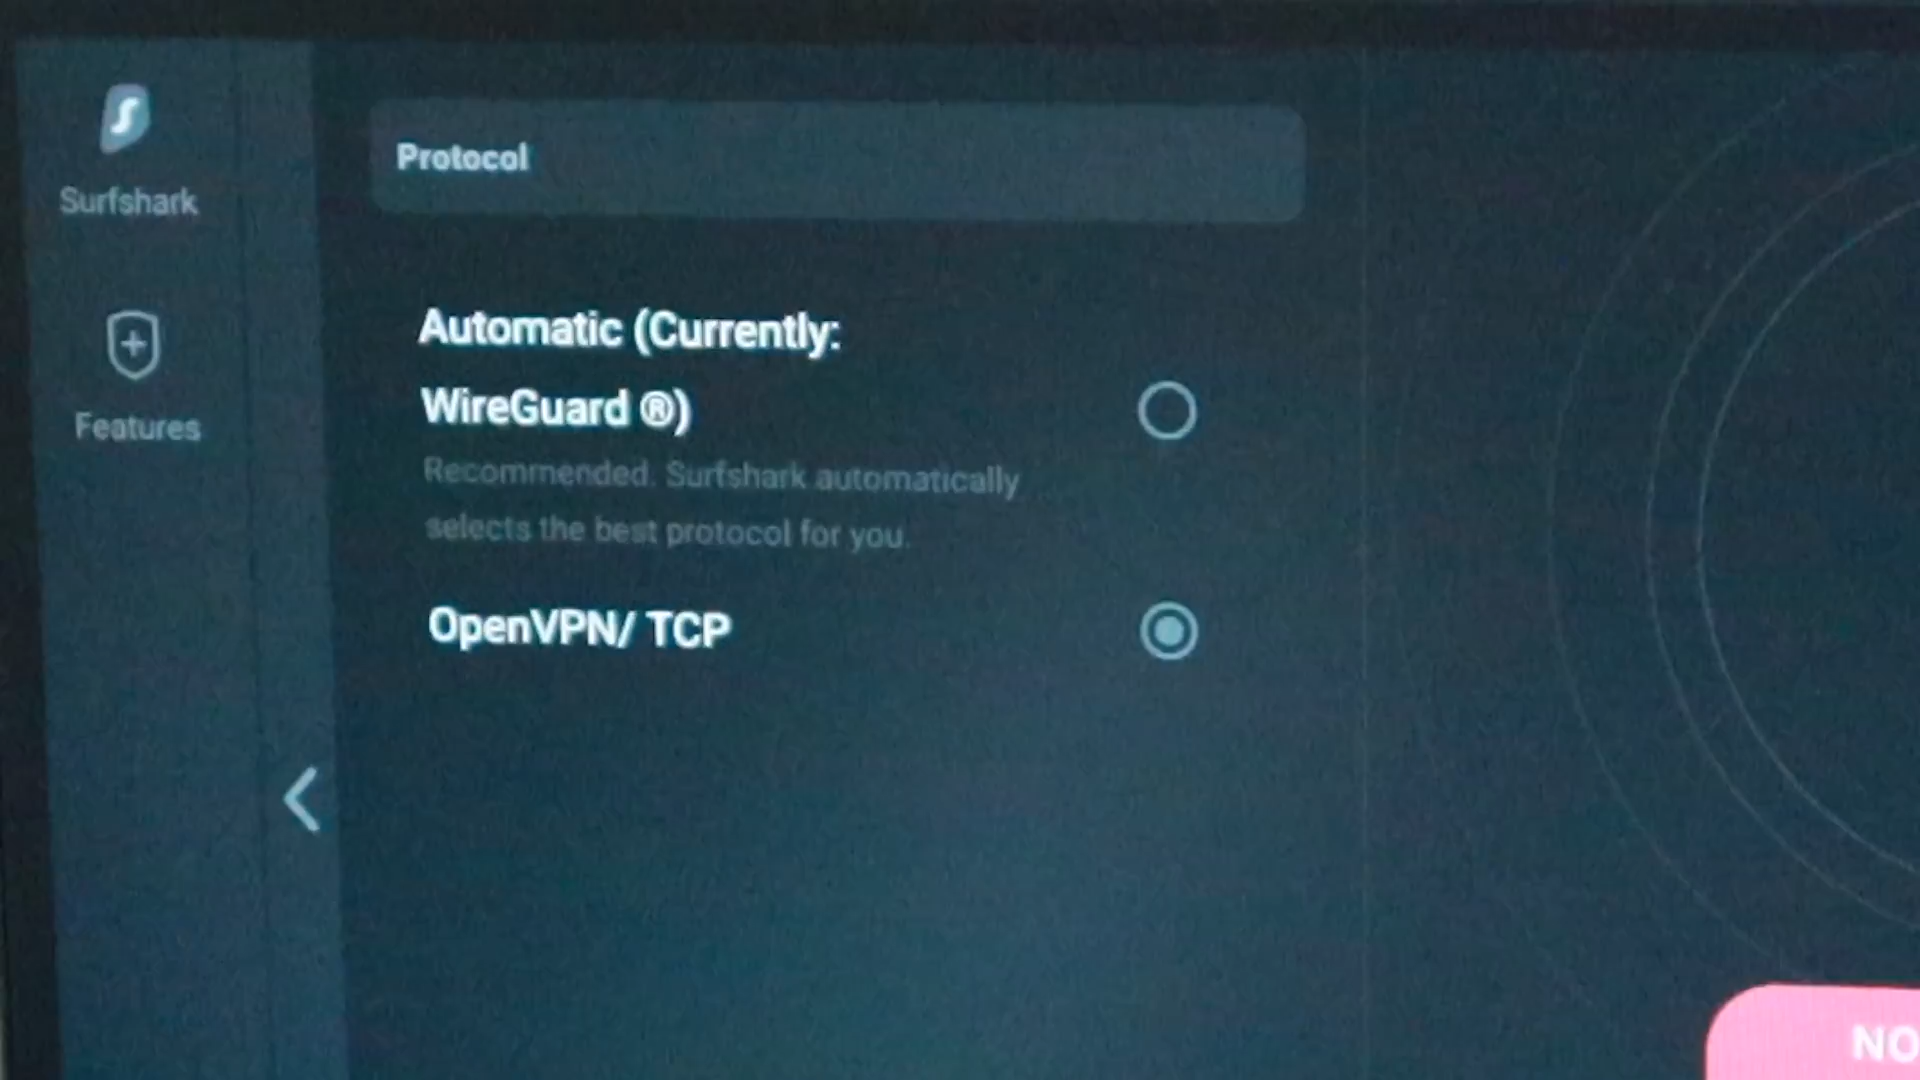 Surfshark
Features
Protocol
Automatic (Currently:
WireGuard ®)
Recommended. Surfshark automatically
selects the best protocol for you.
OpenVPN/ TCP
NO